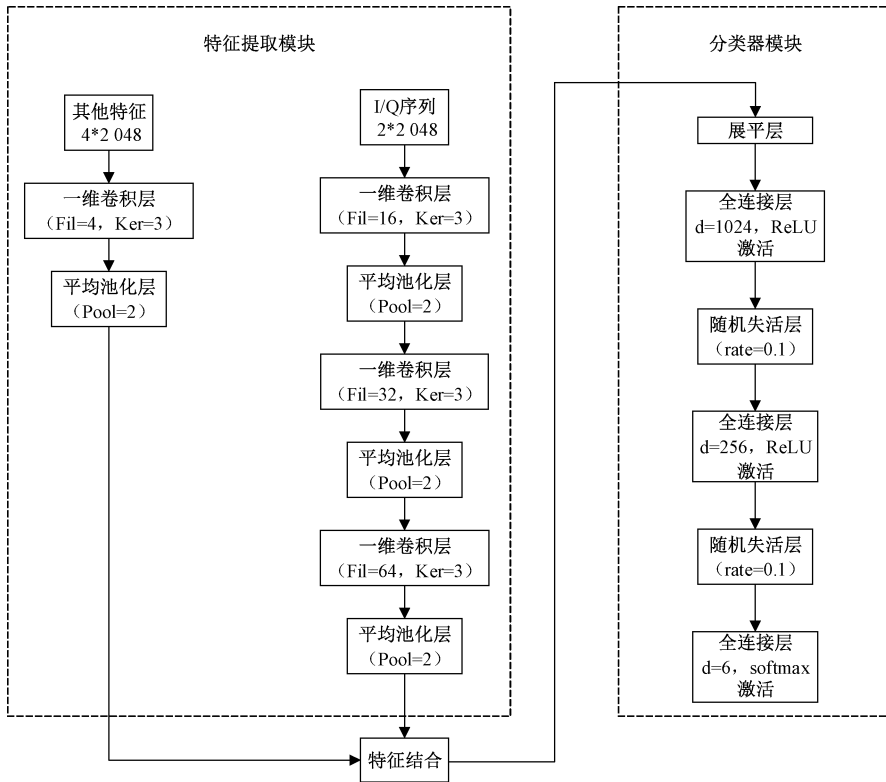 特征提取模块
其他特征
4*2 048
一维卷积层
（Fil=4，Ker=3）
平均池化层
（Pool=2）
I/Q序列
2*2 048
一维卷积层
（Fil=16，Ker=3）
平均池化层
（Pool=2）
一维卷积层
（Fil=32，Ker=3）
平均池化层
（Pool=2）
一维卷积层
（Fil=64，Ker=3）
平均池化层
（Pool=2）
特征结合
分类器模块
展平层
全连接层
d=1024，ReLU
激活
随机失活层
（rate=0.1）
全连接层
d=256，ReLU
激活
随机失活层
（rate=0.1）
全连接层
d=6，softmax
激活